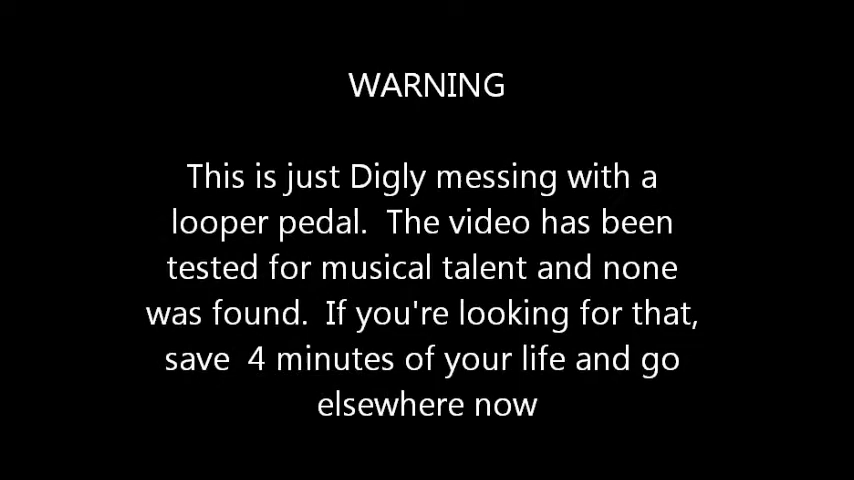 WARNING
This is just Digly messing with a
looper pedal.  The video has been
tested for musical talent and none
was found.  If you're looking for that,
save  4 minutes of your life and go
elsewhere now